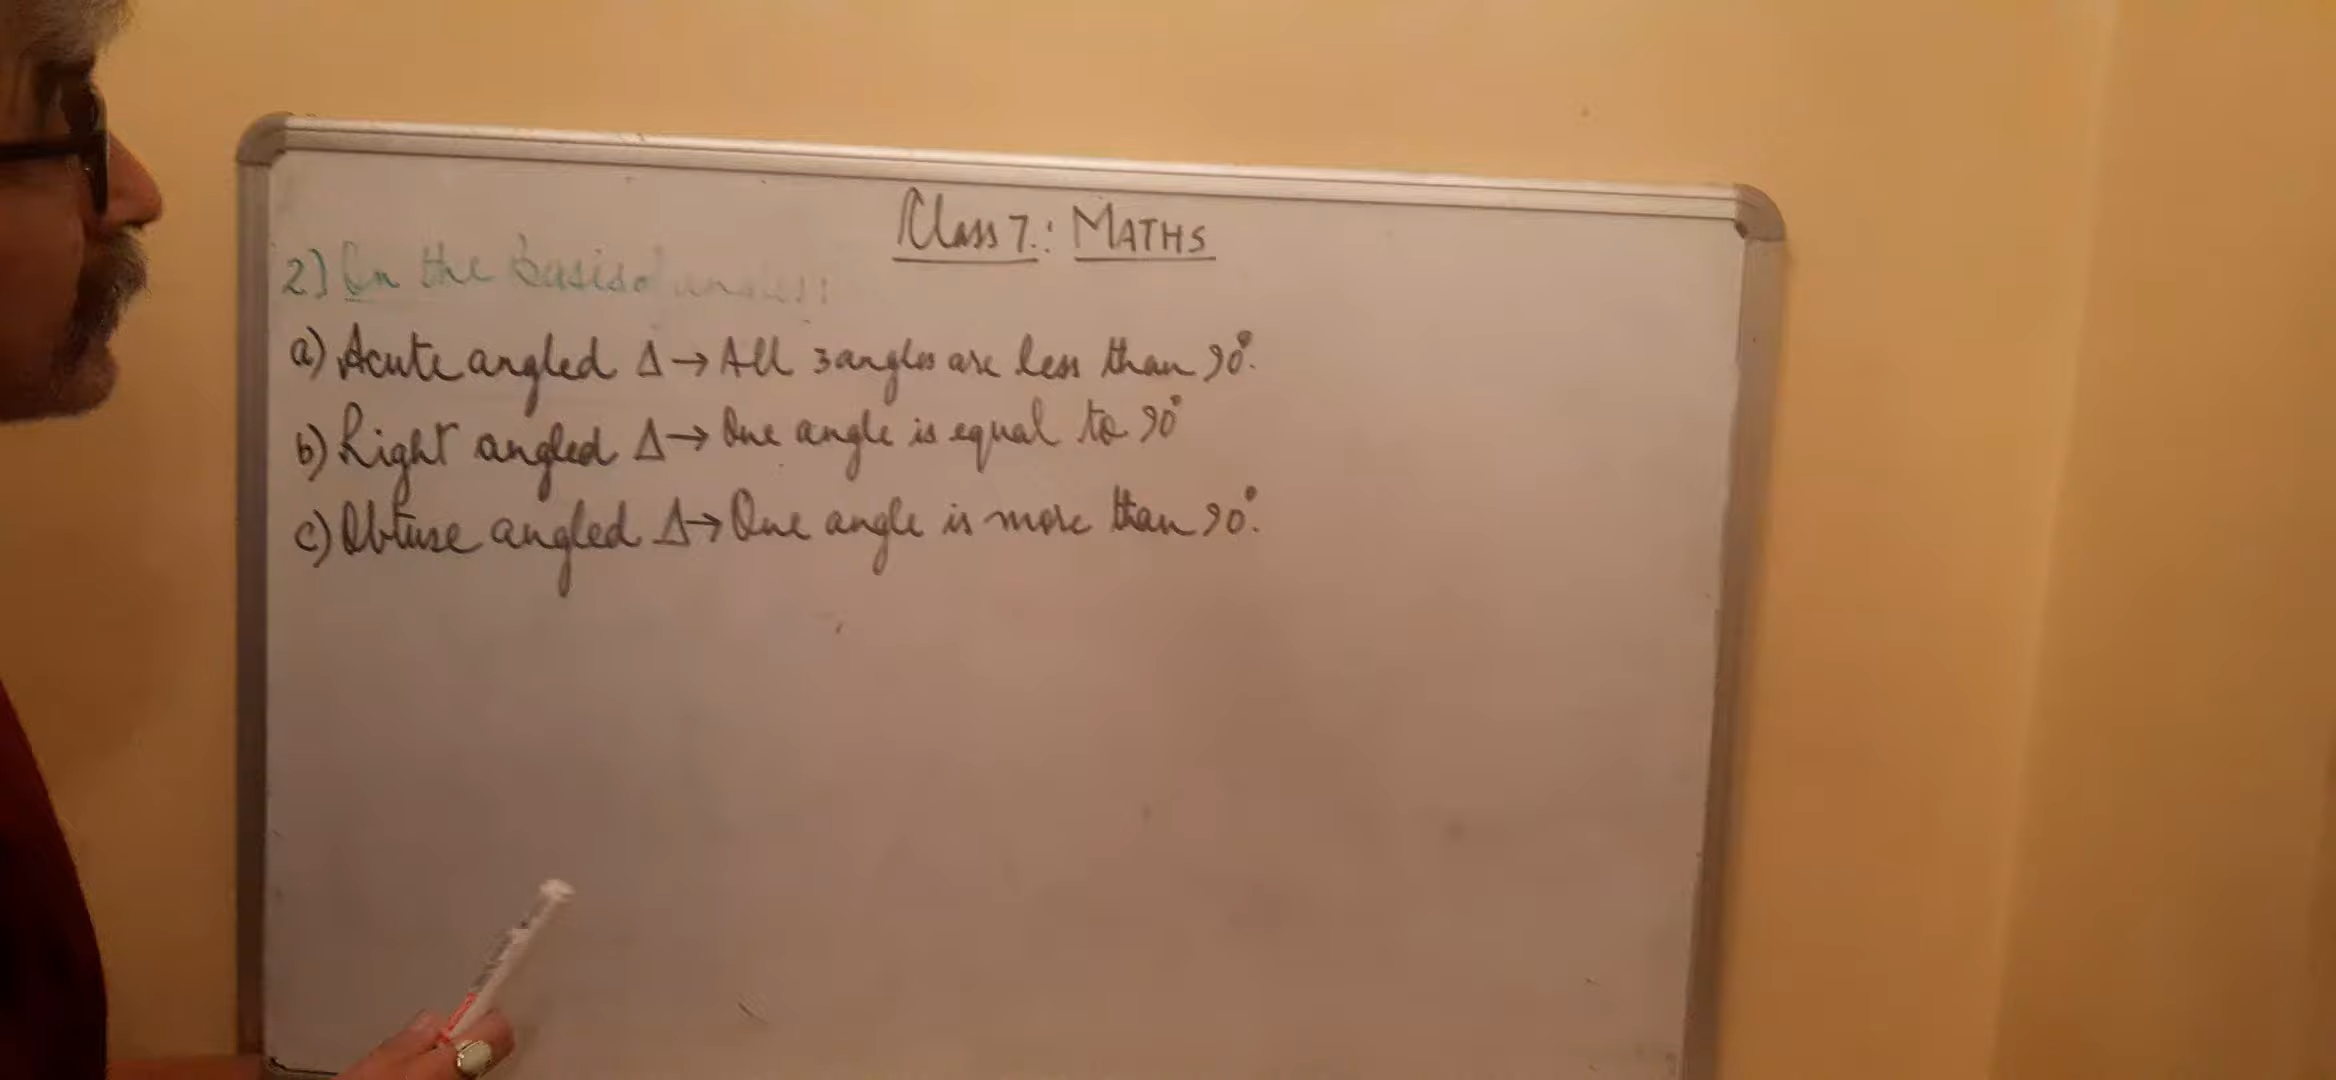 Class 7.: MATHS
2) On the basis of angles:
a) Acute angled Δ → All 3 angles are less than 90°.
b) Right angled Δ → One angle is equal to 90°
c) Obtuse angled Δ → One angle is more than 90°.